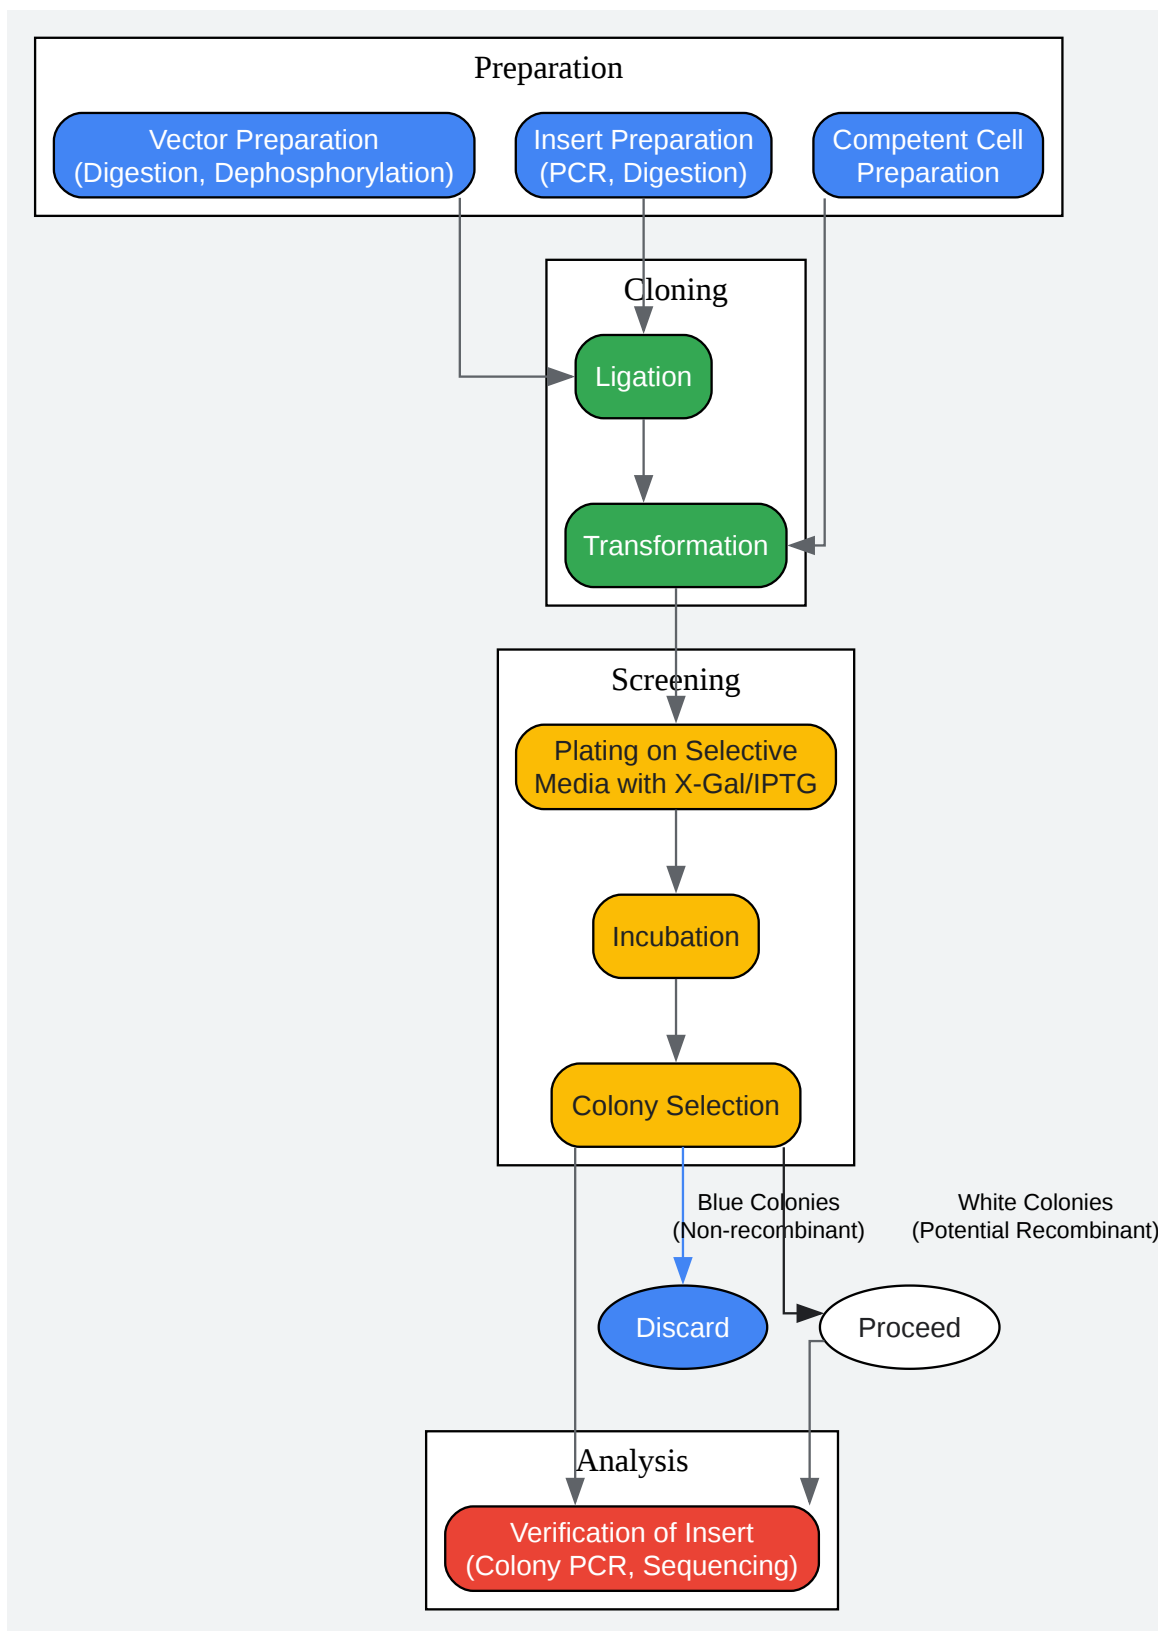 Preparation
Vector Preparation
(Digestion, Dephosphorylation)
Insert Preparation
(PCR, Digestion)
Competent Cell
Preparation
Cloning
Ligation
Transformation
Screening
Plating on Selective
Media with X-Gal/IPTG
Incubation
Colony Selection
Blue Colonies
(Non-recombinant)
White Colonies
(Potential Recombinant)
Discard
Proceed
Analysis
Verification of Insert
(Colony PCR, Sequencing)